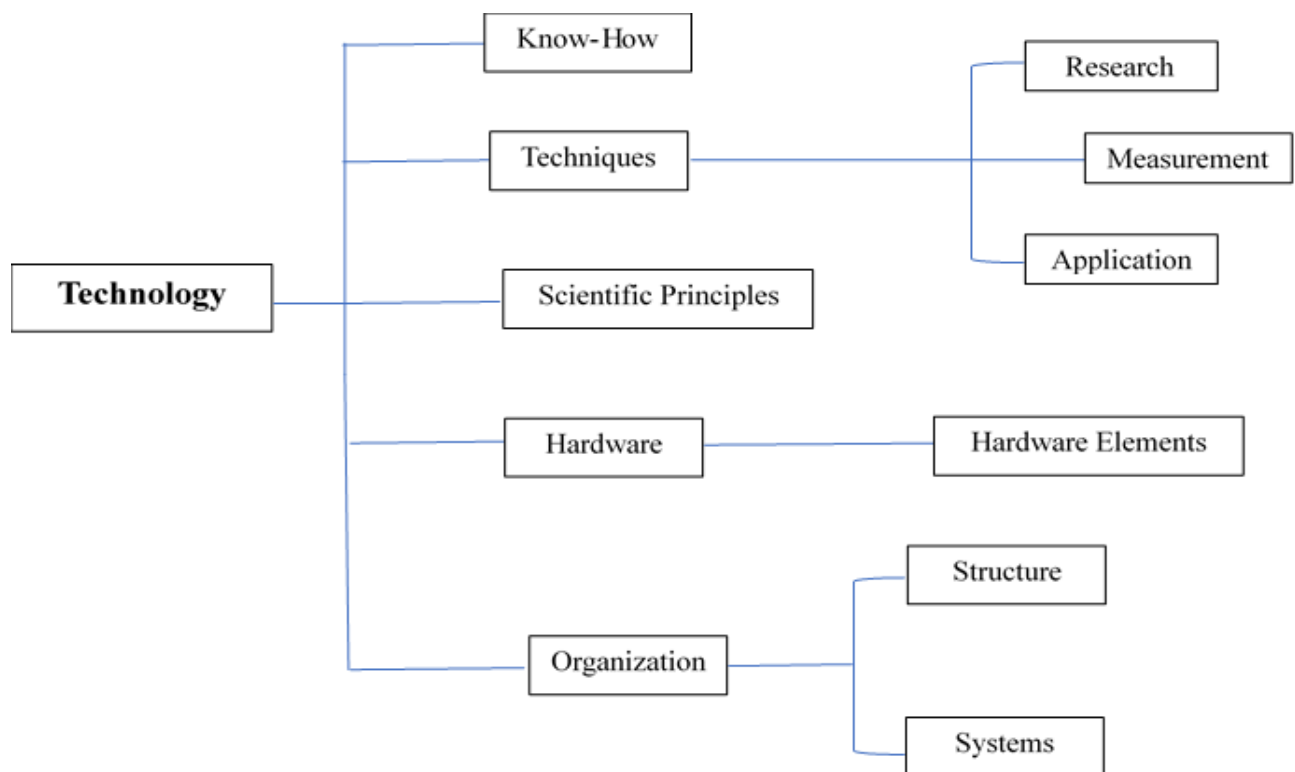 Know-How
Research
Techniques
Measurement
Application
Technology
Scientific Principles
Hardware
Hardware Elements
Structure
Organization
Systems